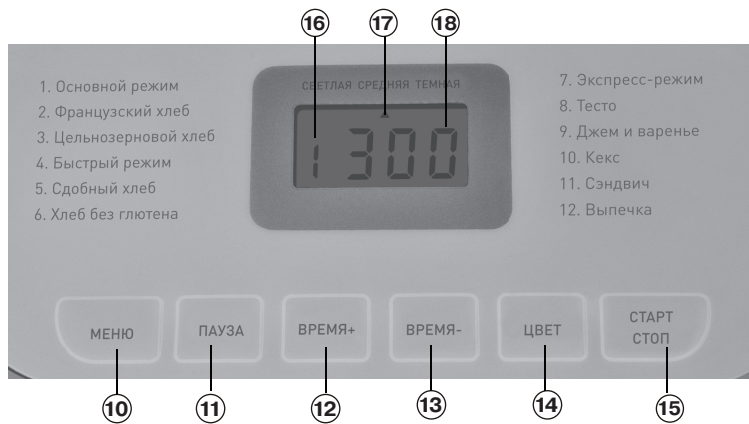 16 17 18
1. Основной режим
2. Французский хлеб
3. Цельнозерновой хлеб
4. Быстрый режим
5. Сдобный хлеб
6. Хлеб без глютена
СВЕТЛАЯ СРЕДНЯЯ ТЕМНАЯ
1 300
7. Экспресс-режим
8. Тесто
9. Джем и варенье
10. Кекс
11. Сэндвич
12. Выпечка
МЕНЮ
ПАУЗА
ВРЕМЯ+
ВРЕМЯ-
ЦВЕТ
СТАРТ
СТОП
10 11 12 13 14 15